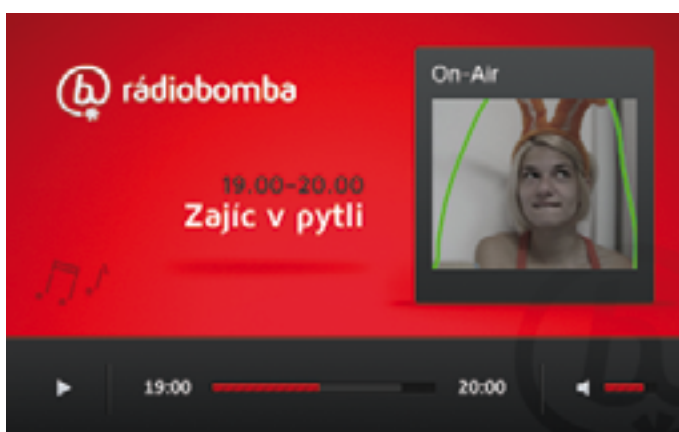 rádiobomba
On-Air
19.00-20.00
Zajíc v pytli
19:00
20:00